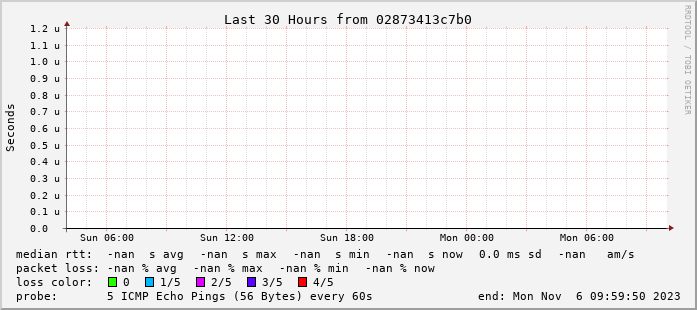 Last 30 Hours from 02873413c7b0
RRDTOOL / TOBI OETIKER
Seconds
1.2 u
1.1 u
1.0 u
0.9 u
0.8 u
0.7 u
0.6 u
0.5 u
0.4 u
0.3 u
0.2 u
0.1 u
0.0
Sun 06:00 Sun 12:00 Sun 18:00 Mon 00:00 Mon 06:00
median rtt: -nan s avg -nan s max -nan s min -nan s now 0.0 ms sd -nan am/s
packet loss: -nan % avg -nan % max -nan % min -nan % now
loss color: 0 1/5 2/5 3/5 4/5
probe: 5 ICMP Echo Pings (56 Bytes) every 60s end: Mon Nov 6 09:59:50 2023